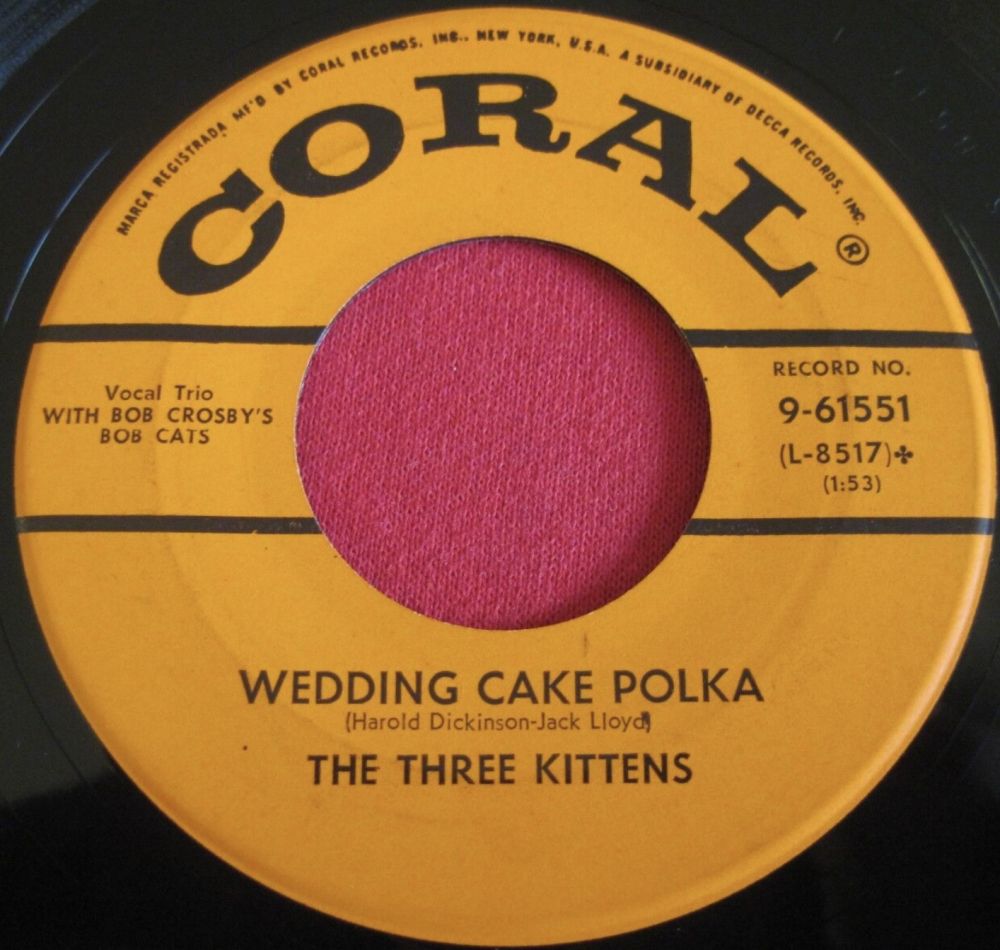 MARCA REGISTRADA MF'D BY CORAL RECORDS, INC., NEW YORK, U.S.A. A SUBSIDIARY OF DECCA RECORDS, INC.
CORAL®
Vocal Trio
WITH BOB CROSBY'S
BOB CATS
RECORD NO.
9-61551
(L-8517)✤
(1:53)
WEDDING CAKE POLKA
(Harold Dickinson-Jack Lloyd)
THE THREE KITTENS